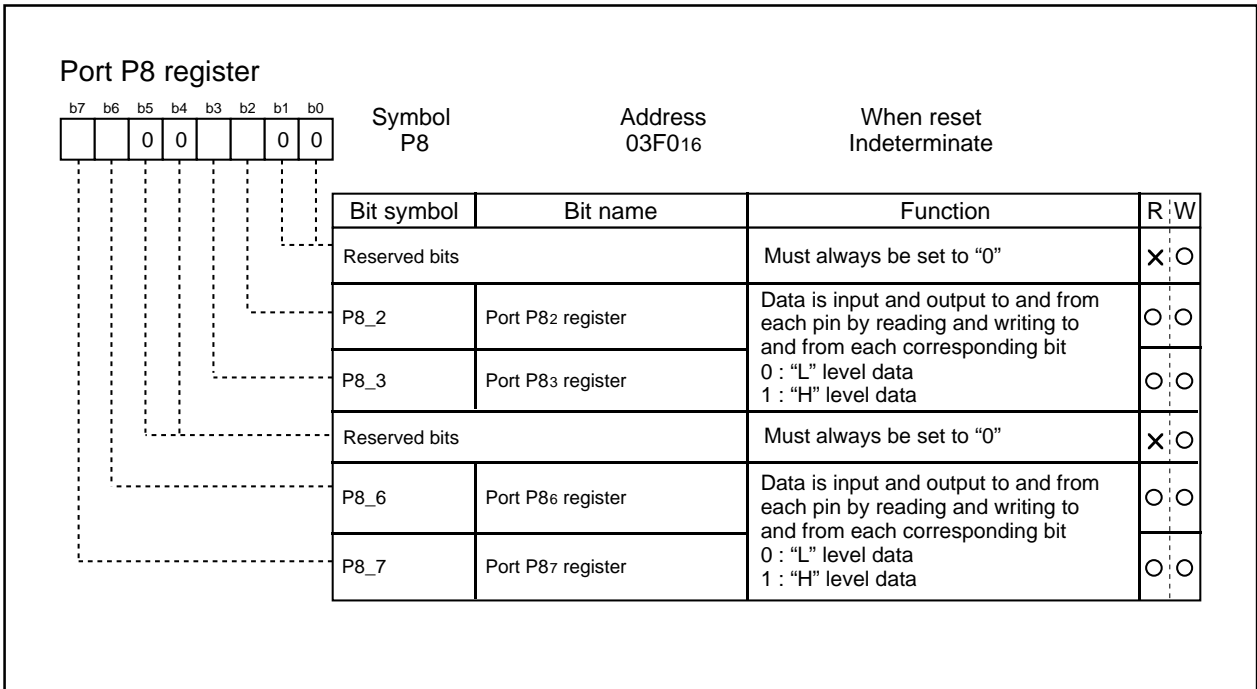 Port P8 register
b7 b6 b5 b4 b3 b2 b1 b0
0 0 0 0
Symbol Address When reset
P8 03F016 Indeterminate
Bit symbol Bit name Function R W
Reserved bits Must always be set to “0” X O
P8_2 Port P82 register Data is input and output to and from
each pin by reading and writing to
and from each corresponding bit
0 : “L” level data
1 : “H” level data O O
P8_3 Port P83 register O O
Reserved bits Must always be set to “0” X O
P8_6 Port P86 register Data is input and output to and from
each pin by reading and writing to
and from each corresponding bit
0 : “L” level data
1 : “H” level data O O
P8_7 Port P87 register O O